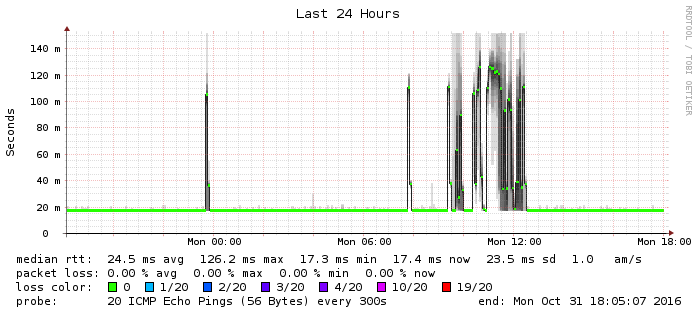 Last 24 Hours
RRDTOOL / TOBI OETIKER
Seconds
140 m
120 m
100 m
80 m
60 m
40 m
20 m
0
Mon 00:00 Mon 06:00 Mon 12:00 Mon 18:00
median rtt: 24.5 ms avg 126.2 ms max 17.3 ms min 17.4 ms now 23.5 ms sd 1.0 am/s
packet loss: 0.00 % avg 0.00 % max 0.00 % min 0.00 % now
loss color: 0 1/20 2/20 3/20 4/20 10/20 19/20
probe: 20 ICMP Echo Pings (56 Bytes) every 300s end: Mon Oct 31 18:05:07 2016